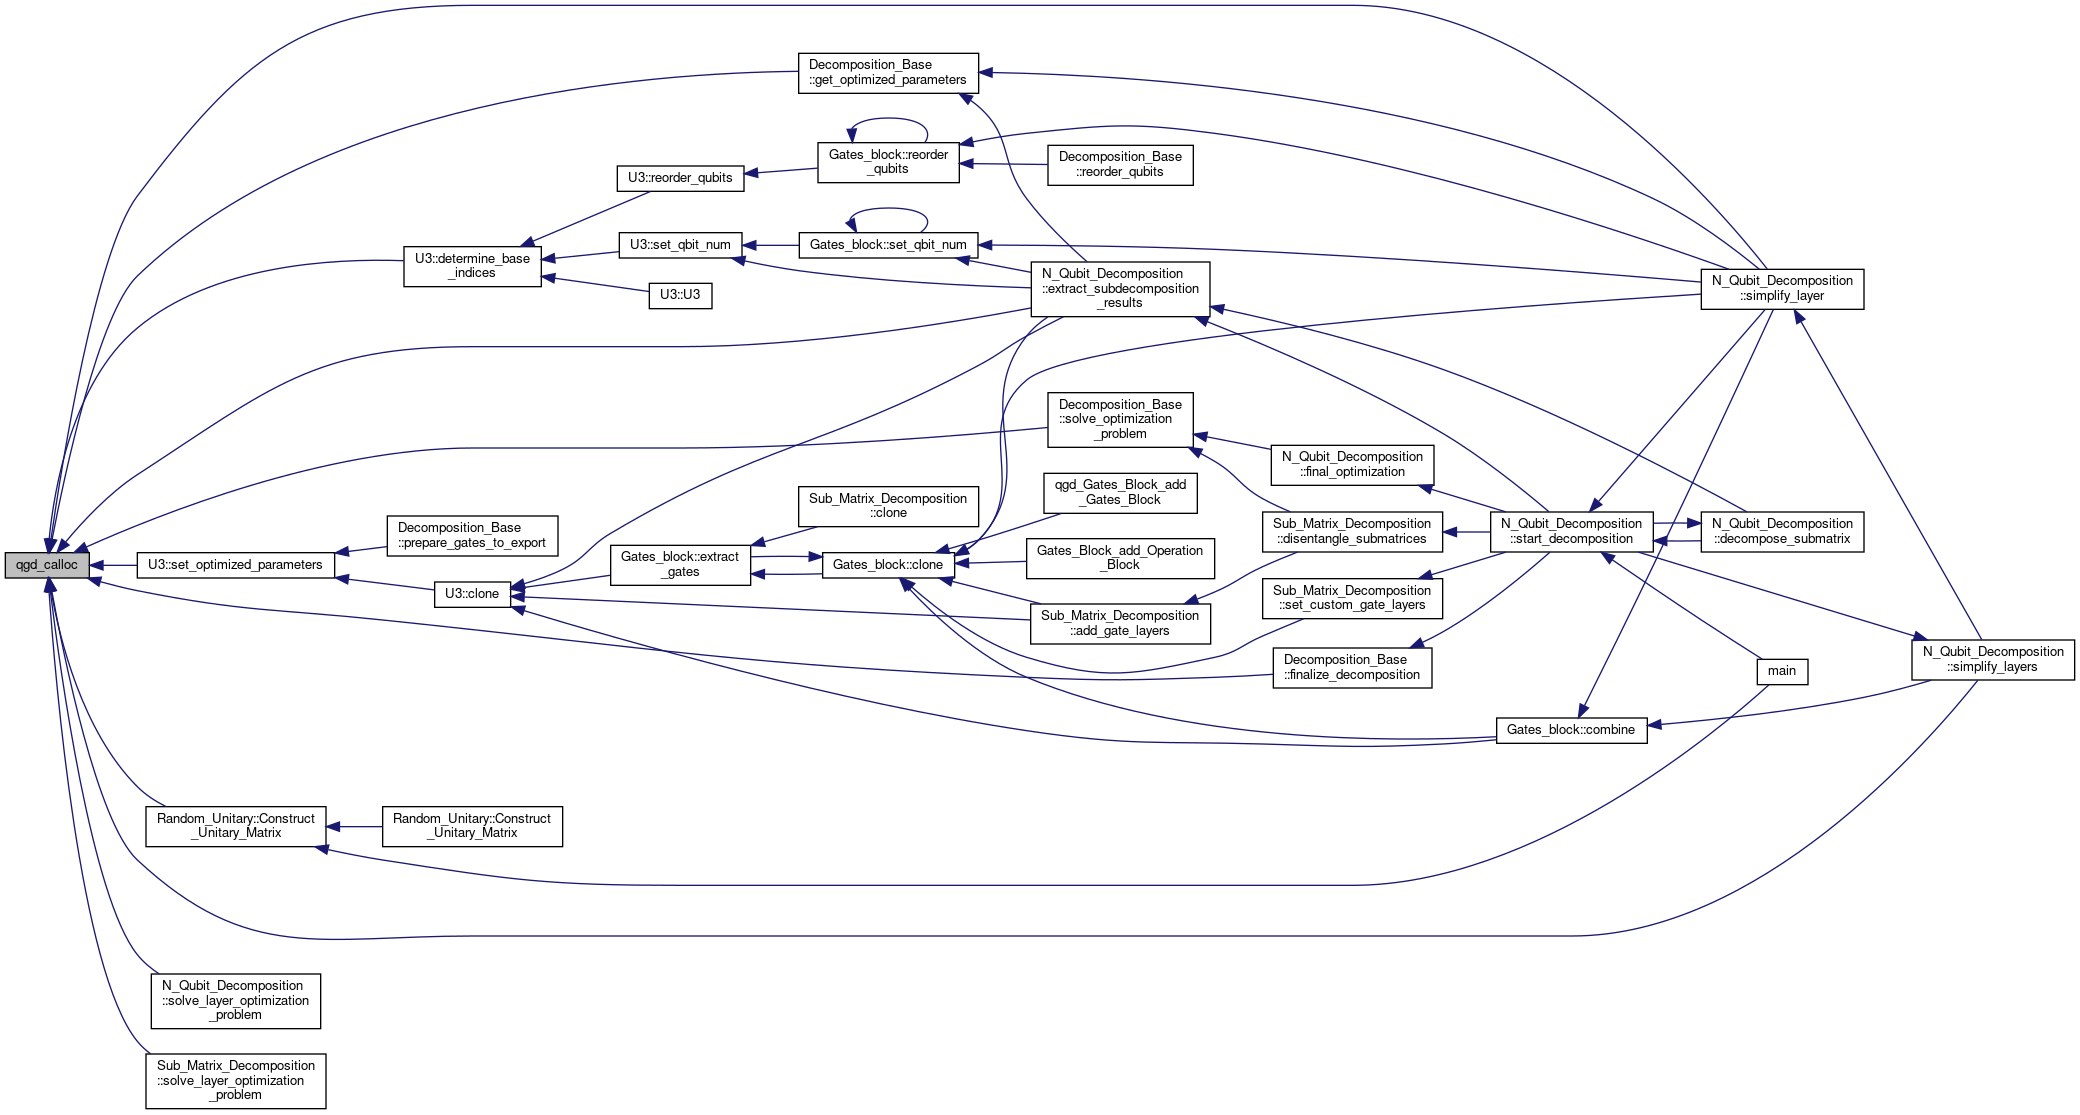 Decomposition_Base
::get_optimized_parameters
Gates_block::reorder
_qubits
Decomposition_Base
::reorder_qubits
U3::reorder_qubits
U3::set_qbit_num
Gates_block::set_qbit_num
U3::determine_base
_indices
U3::U3
N_Qubit_Decomposition
::extract_subdecomposition
_results
N_Qubit_Decomposition
::simplify_layer
Decomposition_Base
::solve_optimization
_problem
N_Qubit_Decomposition
::final_optimization
Sub_Matrix_Decomposition
::clone
qgd_Gates_Block_add
_Gates_Block
Decomposition_Base
::prepare_gates_to_export
Sub_Matrix_Decomposition
::disentangle_submatrices
N_Qubit_Decomposition
::start_decomposition
N_Qubit_Decomposition
::decompose_submatrix
qgd_calloc
U3::set_optimized_parameters
Gates_block::extract
_gates
Gates_block::clone
Gates_Block_add_Operation
_Block
U3::clone
Sub_Matrix_Decomposition
::set_custom_gate_layers
Sub_Matrix_Decomposition
::add_gate_layers
Decomposition_Base
::finalize_decomposition
main
N_Qubit_Decomposition
::simplify_layers
Gates_block::combine
Random_Unitary::Construct
_Unitary_Matrix
Random_Unitary::Construct
_Unitary_Matrix
N_Qubit_Decomposition
::solve_layer_optimization
_problem
Sub_Matrix_Decomposition
::solve_layer_optimization
_problem